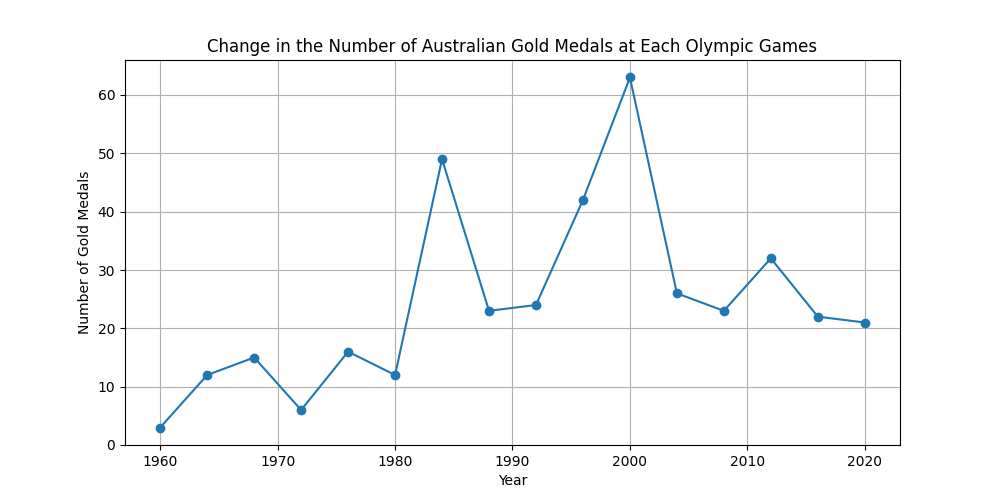 Change in the Number of Australian Gold Medals at Each Olympic Games
60
50
40
30
20
10
0
Number of Gold Medals
1960 1970 1980 1990 2000 2010 2020
Year